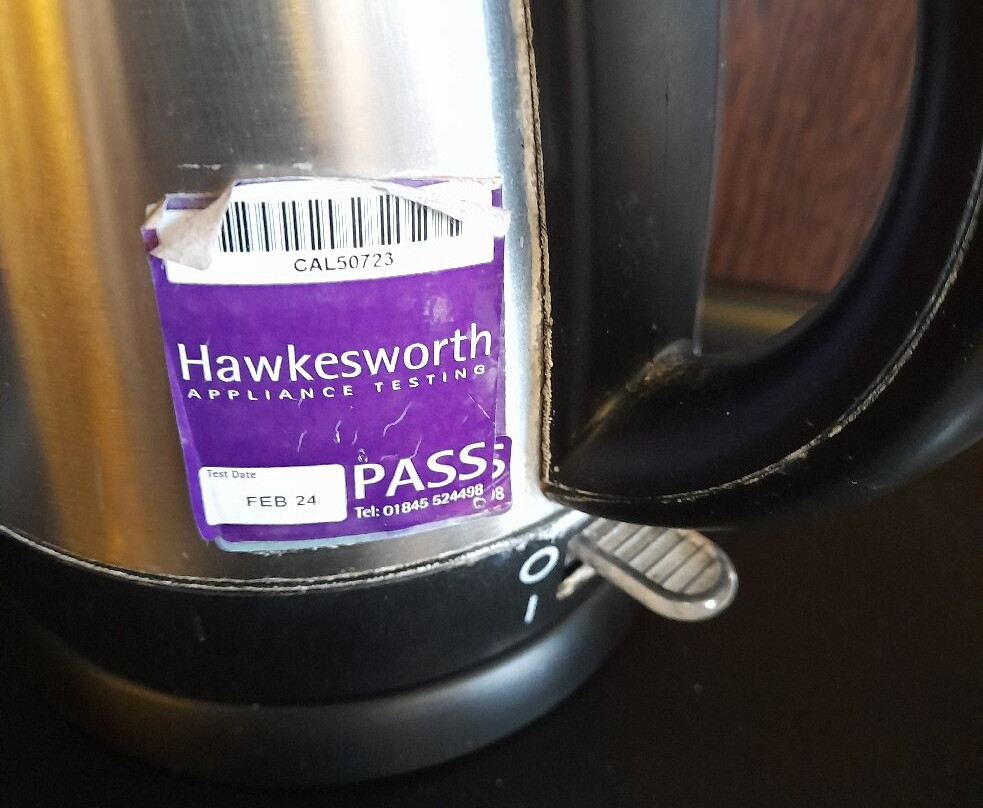 CAL50723
Hawkesworth
APPLIANCE TESTING
Test Date
FEB 24
PASS
Tel: 01845 524498
O
I